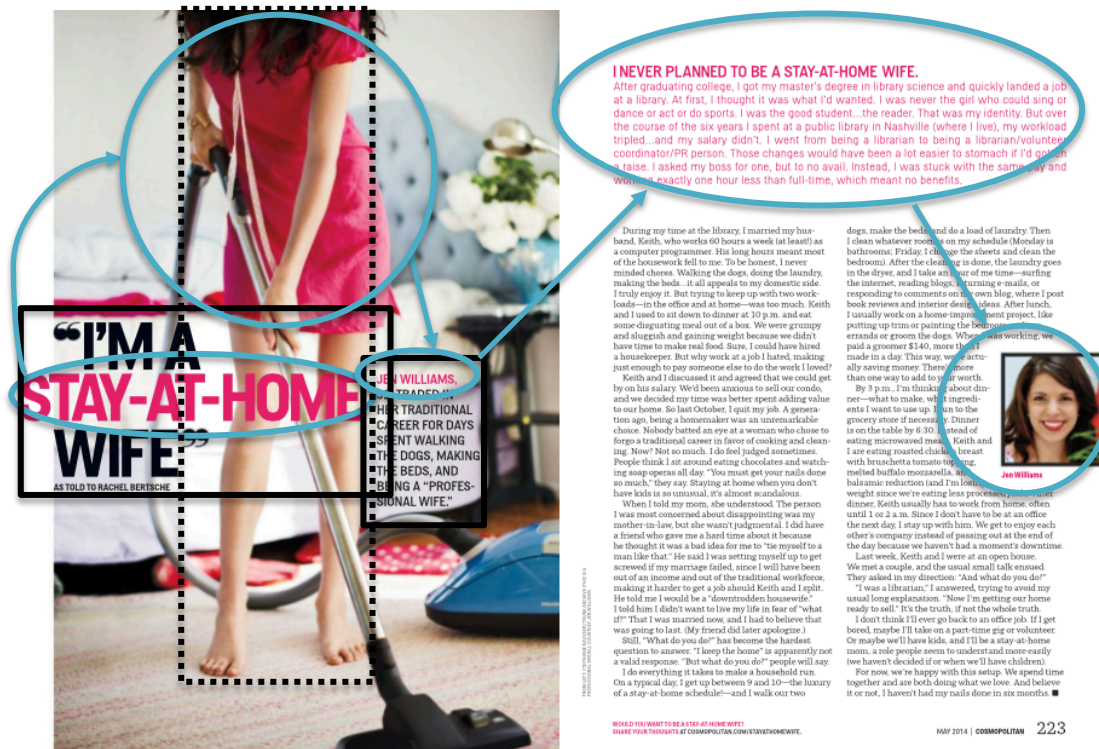 “I’M A
STAY-AT-HOME
WIFE”
AS TOLD TO RACHEL BERTSCHE
JEN WILLIAMS,
TRADED IN
HER TRADITIONAL
CAREER FOR DAYS
SPENT WALKING
THE DOGS, MAKING
THE BEDS, AND
BEING A “PROFES-
SIONAL WIFE.”
I NEVER PLANNED TO BE A STAY-AT-HOME WIFE.
After graduating college, I got my master’s degree in library science and quickly landed a job
at a library. At first, I thought it was what I’d wanted. I was never the girl who could sing or
dance or act or do sports. I was the good student...the reader. That was my identity. But over
the course of the six years I spent at a public library in Nashville (where I live), my workload
tripled...and my salary didn’t. I went from being a librarian to being a librarian/volunteer
coordinator/PR person. Those changes would have been a lot easier to stomach if I’d gotten
a raise. I asked my boss for one, but to no avail. Instead, I was stuck with the same pay and
working exactly one hour less than full-time, which meant no benefits.
During my time at the library, I married my hus-
band, Keith, who works 60 hours a week (at least!) as
a computer programmer. His long hours meant most
of the housework fell to me. To be honest, I never
minded chores. Walking the dogs, doing the laundry,
making the beds...it all appeals to my domestic side.
I truly enjoy it. But trying to keep up with two work-
loads—in the office and at home—was too much. Keith
and I used to sit down to dinner at 10 p.m. and eat
some disgusting meal out of a box. We were grumpy
and sluggish and gaining weight because we didn’t
have time to make real food. Sure, I could have hired
a housekeeper. But why work at a job I hated, making
just enough to pay someone else to do the work I loved?
Keith and I discussed it and agreed that we could get
by on his salary. We’d been anxious to sell our condo,
and we decided my time was better spent adding value
to our home. So last October, I quit my job. A genera-
tion ago, being a homemaker was an unremarkable
choice. Nobody batted an eye at a woman who chose to
forgo a traditional career in favor of cooking and clean-
ing. Now? Not so much. I do feel judged sometimes.
People think I sit around eating chocolates and watch-
ing soap operas all day. “You must get your nails done
so much,” they say. Staying at home when you don’t
have kids is so unusual, it’s almost scandalous.
When I told my mom, she understood. The person
I was most concerned about disappointing was my
mother-in-law, but she wasn’t judgmental. I did have
a friend who gave me a hard time about it because
he thought it was a bad idea for me to “tie myself to a
man like that.” He said I was setting myself up to get
screwed if my marriage failed, since I will have been
out of an income and out of the traditional workforce,
making it harder to get a job should Keith and I split.
He told me I would be a “downtrodden housewife.”
I told him I didn’t want to live my life in fear of “what
if?” That I was married now, and I had to believe that
was going to last. (My friend did later apologize.)
Still, “What do you do?” has become the hardest
question to answer. “I keep the home” is apparently not
a valid response. “But what do you do?” people will say.
I do everything it takes to make a household run.
On a typical day, I get up between 9 and 10—the luxury
of a stay-at-home schedule!—and I walk our two
dogs, make the beds, and do a load of laundry. Then
I clean whatever room is on my schedule (Monday is
bathrooms; Friday, I change the sheets and clean the
bedroom). After the cleaning is done, the laundry goes
in the dryer, and I take an hour of me time—surfing
the internet, reading blogs, returning e-mails, or
responding to comments on my own blog, where I post
book reviews and interior design ideas. After lunch,
I usually work on a home-improvement project, like
putting up trim or painting the bedroom
errands or groom the dogs. When I was working, we
paid a groomer $140, more than I
made in a day. This way, we’re actu-
ally saving money. There’s more
than one way to add to your worth.
By 3 p.m., I’m thinking about din-
ner—what to make, what ingredi-
ents I want to use up. I run to the
grocery store if necessary. Dinner
is on the table by 6:30. Instead of
eating microwaved meals, Keith and
I are eating roasted chicken breast
with bruschetta tomato topping,
melted buffalo mozzarella, and
balsamic reduction (and I’m losing
weight since we’re eating less processed After
dinner, Keith usually has to work from home, often
until 1 or 2 a.m. Since I don’t have to be at an office
the next day, I stay up with him. We get to enjoy each
other’s company instead of passing out at the end of
the day because we haven’t had a moment’s downtime.
Last week, Keith and I were at an open house.
We met a couple, and the usual small talk ensued.
They asked in my direction: “And what do you do?”
“I was a librarian,” I answered, trying to avoid my
usual long explanation. “Now I’m getting our home
ready to sell.” It’s the truth, if not the whole truth.
I don’t think I’ll ever go back to an office job. If I get
bored, maybe I’ll take on a part-time gig or volunteer.
Or maybe we’ll have kids, and I’ll be a stay-at-home
mom, a role people seem to understand more easily
(we haven’t decided if or when we’ll have children).
For now, we’re happy with this setup. We spend time
together and are both doing what we love. And believe
it or not, I haven’t had my nails done in six months. ■
Jen Williams
WOULD YOU WANT TO BE A STAY-AT-HOME WIFE?
SHARE YOUR THOUGHTS AT COSMOPOLITAN.COM/STAYATHOMEWIFE.
MAY 2014 | COSMOPOLITAN 223